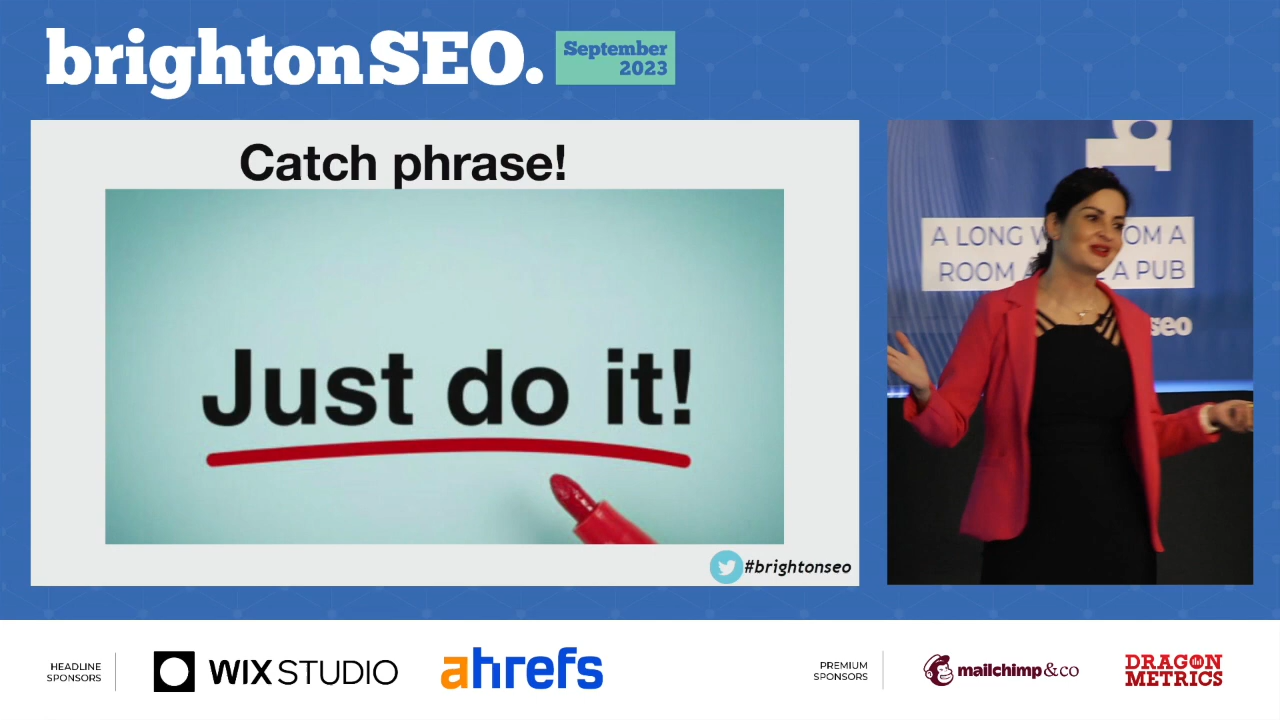 brightonSEO.
September
2023
Catch phrase!
Just do it!
#brightonseo
A LONG W OM A
ROOM A A PUB
seo
HEADLINE
SPONSORS
WIX STUDIO
ahrefs
PREMIUM
SPONSORS
mailchimp&co
DRAGON
METRICS